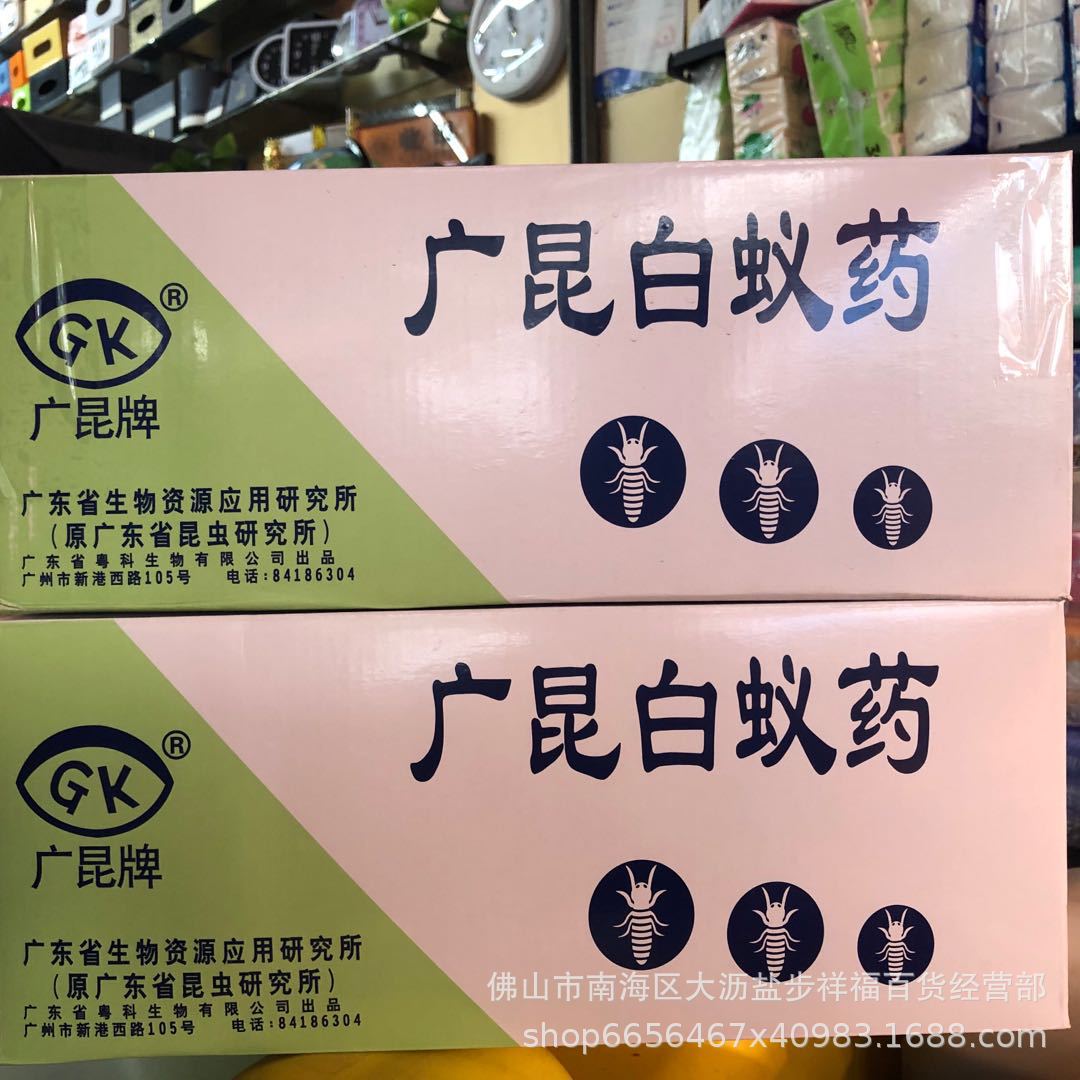 广昆白蚁药
GK®
广昆牌
广东省生物资源应用研究所
(原广东省昆虫研究所)
广东省粤科生物有限公司出品
广州市新港西路105号 电话:84186304
广昆白蚁药
GK®
广昆牌
广东省生物资源应用研究所
(原广东省昆虫研究所)
广东省粤科生物有限公司出品
广州市新港西路105号 电话:84186304
佛山市南海区大沥盐步祥福百货经营部
shop6656467x40983.1688.com